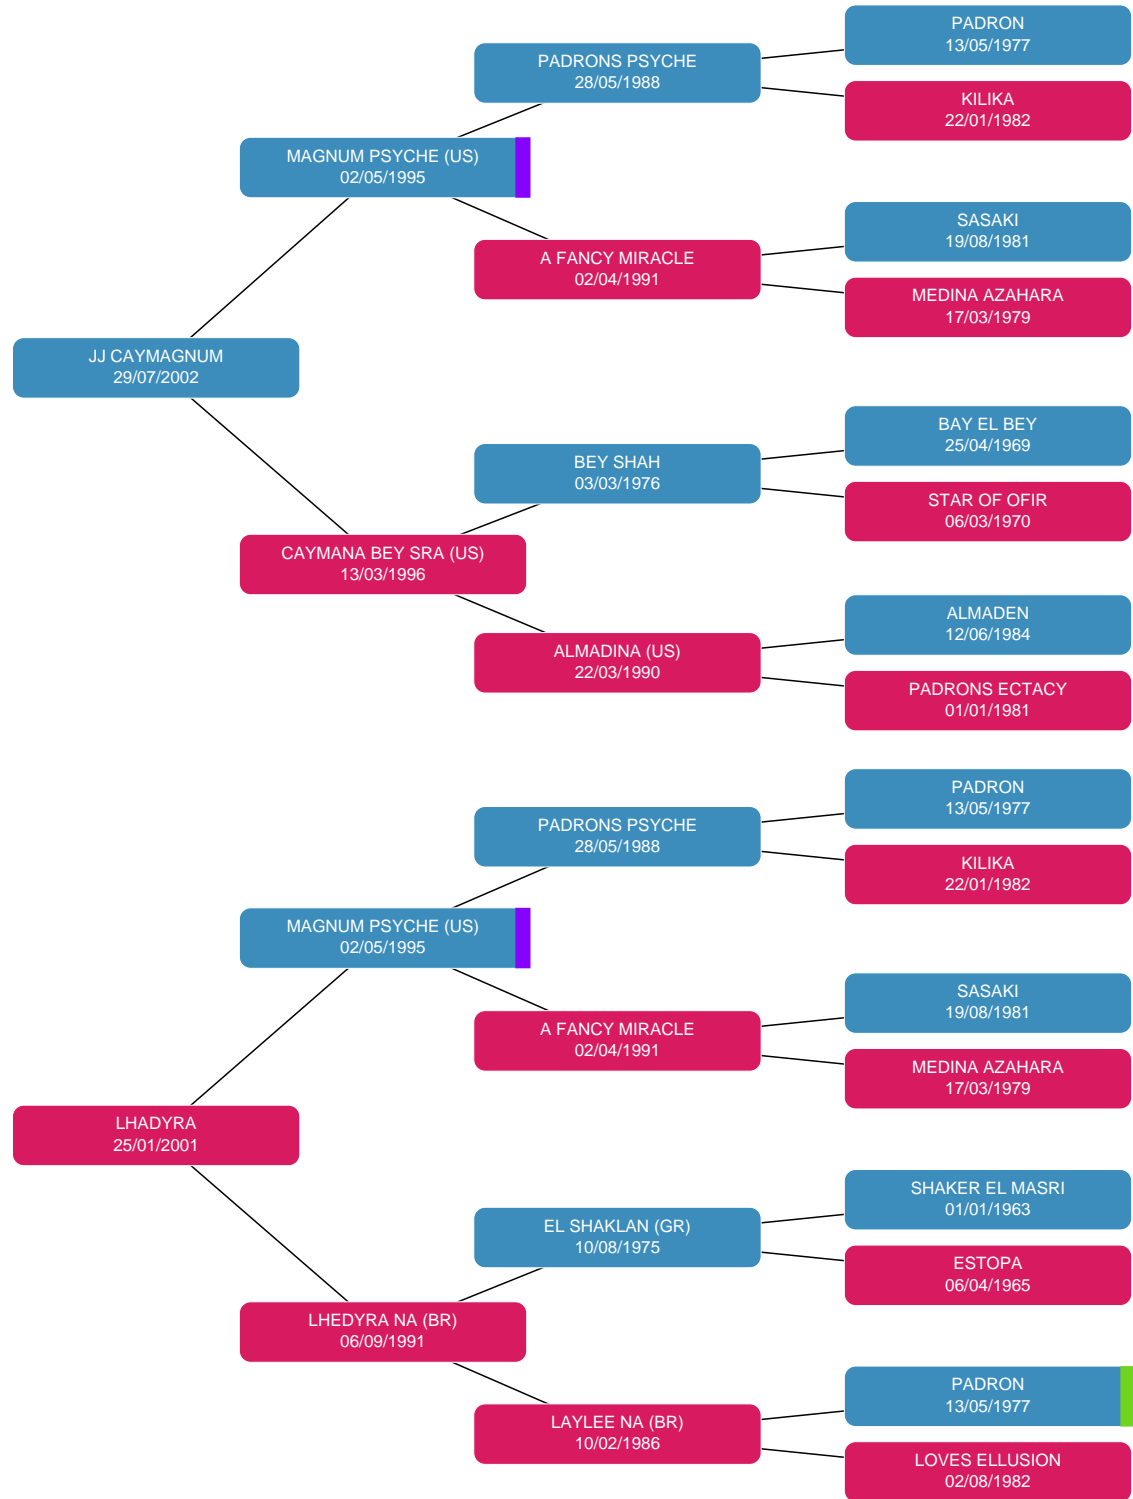 PADRON
13/05/1977
PADRONS PSYCHE
28/05/1988
KILIKA
22/01/1982
MAGNUM PSYCHE (US)
02/05/1995
SASAKI
19/08/1981
A FANCY MIRACLE
02/04/1991
MEDINA AZAHARA
17/03/1979
JJ CAYMAGNUM
29/07/2002
BAY EL BEY
25/04/1969
BEY SHAH
03/03/1976
STAR OF OFIR
06/03/1970
CAYMANA BEY SRA (US)
13/03/1996
ALMADEN
12/06/1984
ALMADINA (US)
22/03/1990
PADRONS ECTACY
01/01/1981
PADRON
13/05/1977
PADRONS PSYCHE
28/05/1988
KILIKA
22/01/1982
MAGNUM PSYCHE (US)
02/05/1995
SASAKI
19/08/1981
A FANCY MIRACLE
02/04/1991
MEDINA AZAHARA
17/03/1979
LHADYRA
25/01/2001
SHAKER EL MASRI
01/01/1963
EL SHAKLAN (GR)
10/08/1975
ESTOPA
06/04/1965
LHEDYRA NA (BR)
06/09/1991
PADRON
13/05/1977
LAYLEE NA (BR)
10/02/1986
LOVES ELLUSION
02/08/1982